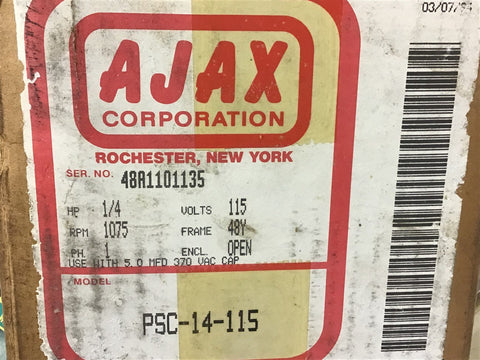 03/07/94
AJAX
CORPORATION
ROCHESTER, NEW YORK
SER. NO. 48A1101135
HP 1/4 VOLTS 115
RPM 1075 FRAME 48Y
PH 1 ENCL. OPEN
USE WITH 5.0 MFD 370 VAC CAP
MODEL
PSC-14-115